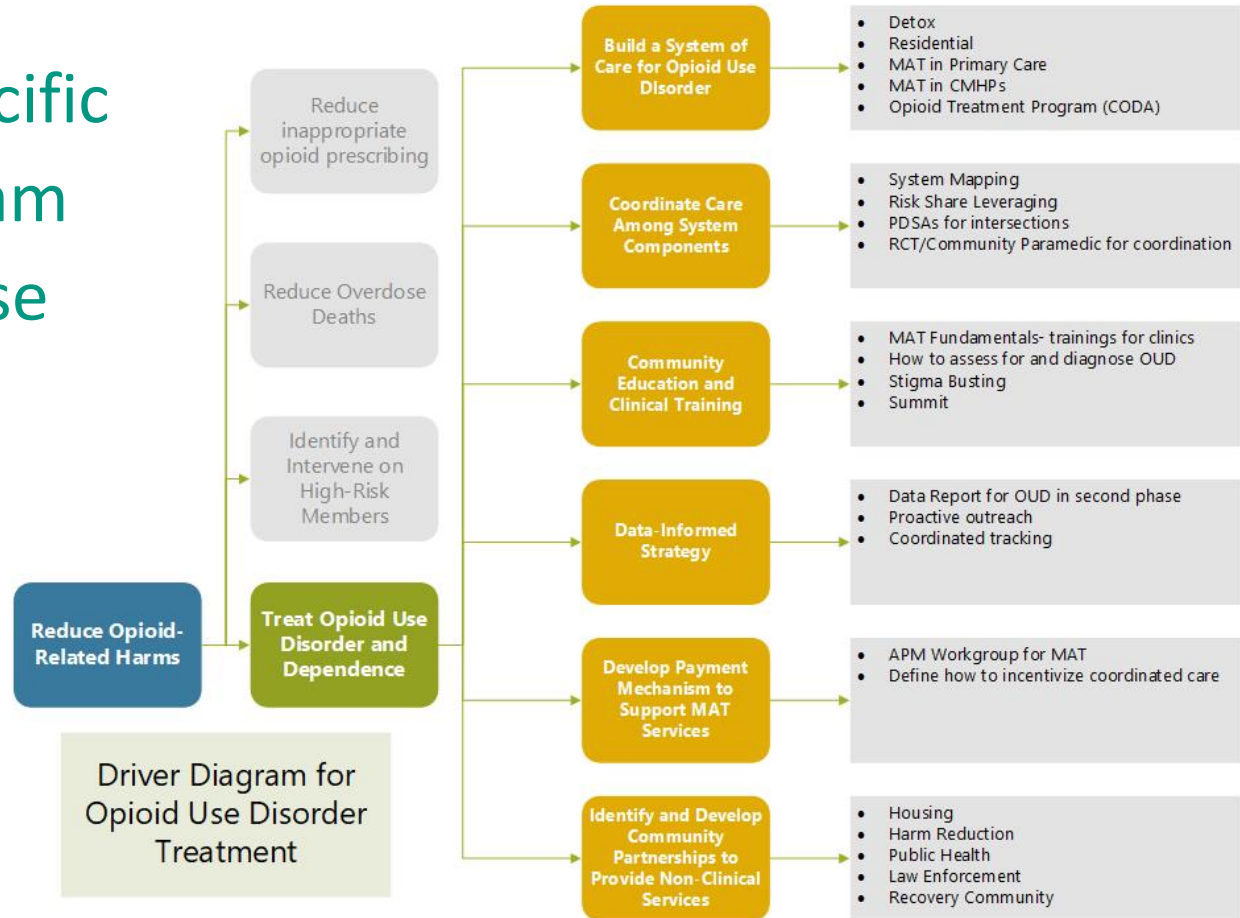 cific
am
se
Reduce
inappropriate
opioid prescribing
Reduce Overdose
Deaths
Identify and
Intervene on
High-Risk
Members
Reduce Opioid-
Related Harms
Treat Opioid Use
Disorder and
Dependence
Driver Diagram for
Opioid Use Disorder
Treatment
Build a System of
Care for Opioid Use
DIsorder
• Detox
• Residential
• MAT in Primary Care
• MAT in CMHPs
• Opioid Treatment Program (CODA)
Coordinate Care
Among System
Components
• System Mapping
• Risk Share Leveraging
• PDSAs for intersections
• RCT/Community Paramedic for coordination
Community
Education and
Clinical Training
• MAT Fundamentals- trainings for clinics
• How to assess for and diagnose OUD
• Stigma Busting
• Summit
Data-Informed
Strategy
• Data Report for OUD in second phase
• Proactive outreach
• Coordinated tracking
Develop Payment
Mechanism to
Support MAT
Services
• APM Workgroup for MAT
• Define how to incentivize coordinated care
Identify and Develop
Community
Partnerships to
Provide Non-Clinical
Services
• Housing
• Harm Reduction
• Public Health
• Law Enforcement
• Recovery Community